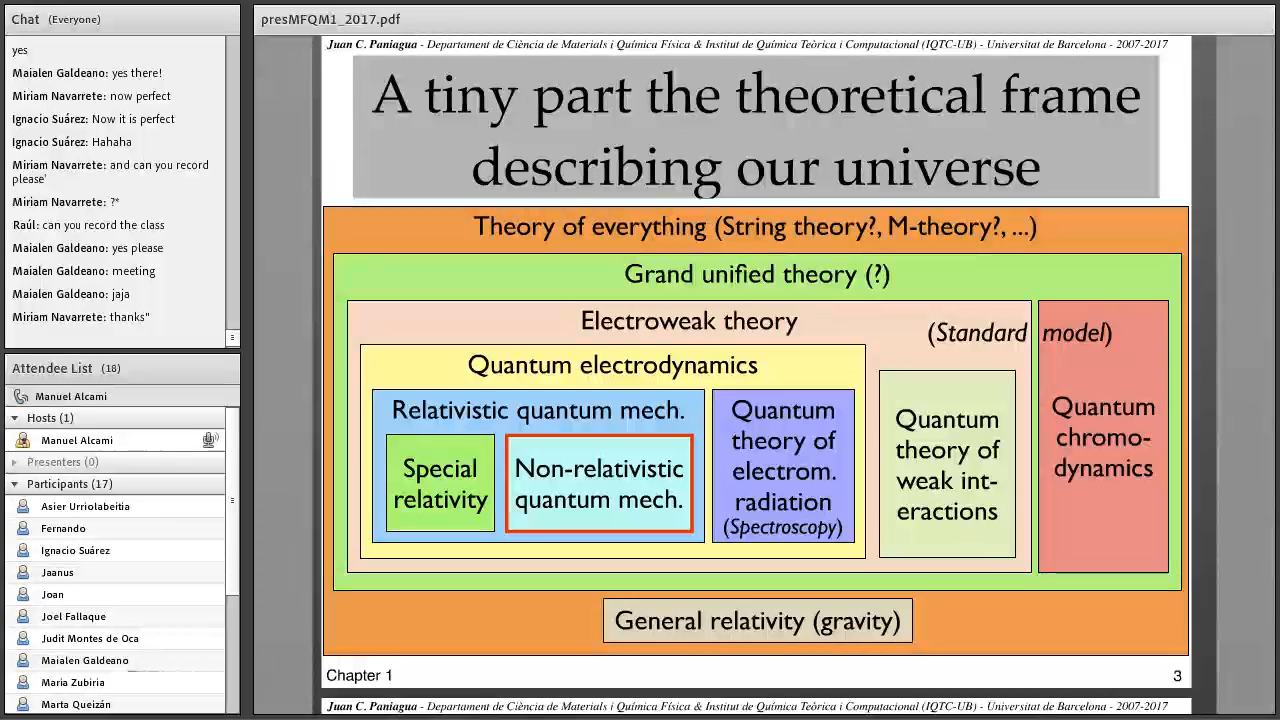 Chat (Everyone)
yes
Maialen Galdeano: yes there!
Miriam Navarrete: now perfect
Ignacio Suárez: Now it is perfect
Ignacio Suárez: Hahaha
Miriam Navarrete: and can you record
please'
Miriam Navarrete: ?*
Raúl: can you record the class
Maialen Galdeano: yes please
Maialen Galdeano: meeting
Maialen Galdeano: jaja
Miriam Navarrete: thanks"
Attendee List (18)
Manuel Alcami
Hosts (1)
Manuel Alcami
Presenters (0)
Participants (17)
Asier Urriolabeitia
Fernando
Ignacio Suárez
Jaanus
Joan
Joel Fallaque
Judit Montes de Oca
Maialen Galdeano
Maria Zubiria
Marta Queizán
presMFQM1_2017.pdf
Juan C. Paniagua - Departament de Ciència de Materials i Química Física & Institut de Química Teòrica i Computacional (IQTC-UB) - Universitat de Barcelona - 2007-2017
A tiny part the theoretical frame
describing our universe
Theory of everything (String theory?, M-theory?, ...)
Grand unified theory (?)
Electroweak theory
(Standard model)
Quantum electrodynamics
Relativistic quantum mech.
Special
relativity
Non-relativistic
quantum mech.
Quantum
theory of
electrom.
radiation
(Spectroscopy)
Quantum
theory of
weak int-
eractions
Quantum
chromo-
dynamics
General relativity (gravity)
Chapter 1
3
Juan C. Paniagua - Departament de Ciència de Materials i Química Física & Institut de Química Teòrica i Computacional (IQTC-UB) - Universitat de Barcelona - 2007-2017